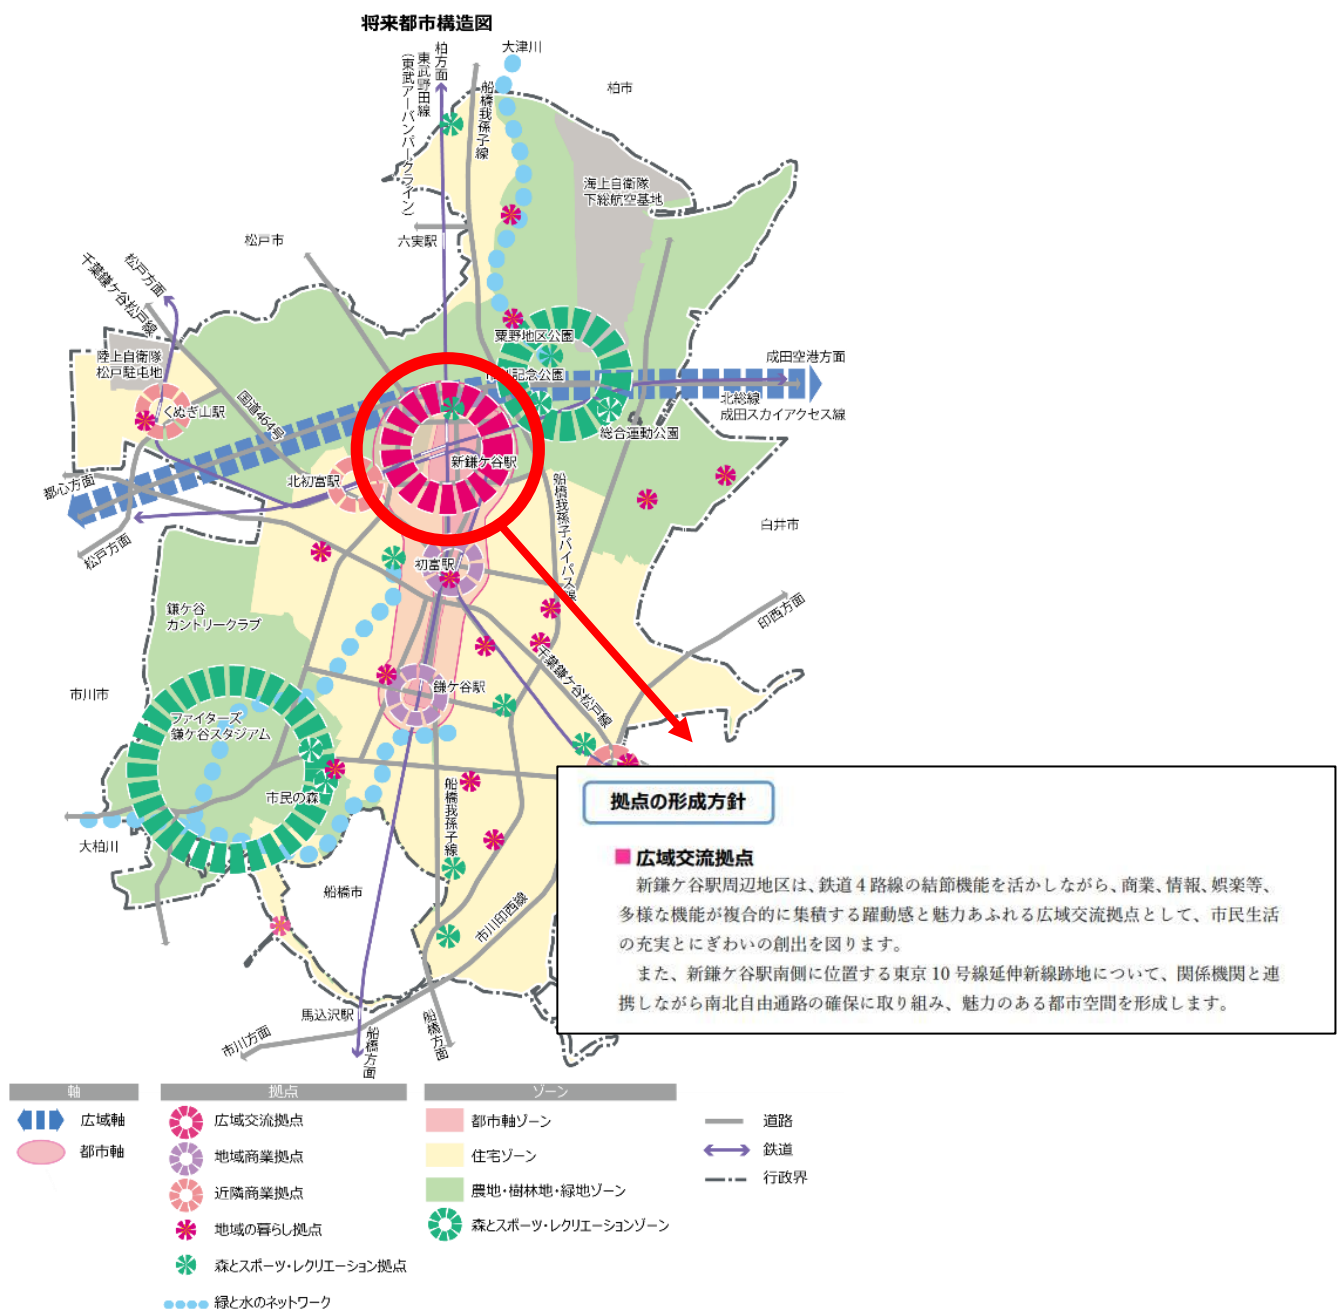 将来都市構造図
大津川
柏市
柏方面
東武野田線
(東武アーバンパークライン)
船橋我孫子線
海上自衛隊
下総航空基地
六実駅
松戸市
松戸方面
千葉鎌ケ谷松戸線
陸上自衛隊
松戸駐屯地
くぬぎ山駅
国道464号
粟野地区公園
記念公園
総合運動公園
成田空港方面
北総線
成田スカイアクセス線
新鎌ケ谷駅
北初富駅
都心方面
松戸方面
初富駅
船橋我孫子バイパス線
白井市
印西方面
鎌ケ谷
カントリークラブ
千葉鎌ケ谷松戸線
市川市
鎌ケ谷駅
ファイターズ
鎌ケ谷スタジアム
市民の森
大柏川
船橋市
船橋我孫子線
市川印西線
馬込沢駅
市川方面
船橋方面
船橋方面
拠点の形成方針
■広域交流拠点
新鎌ケ谷駅周辺地区は、鉄道4路線の結節機能を活かしながら、商業、情報、娯楽等、
多様な機能が複合的に集積する躍動感と魅力あふれる広域交流拠点として、市民生活
の充実とにぎわいの創出を図ります。
また、新鎌ケ谷駅南側に位置する東京10号線延伸新線跡地について、関係機関と連
携しながら南北自由通路の確保に取り組み、魅力のある都市空間を形成します。
軸
広域軸
都市軸
拠点
広域交流拠点
地域商業拠点
近隣商業拠点
地域の暮らし拠点
森とスポーツ・レクリエーション拠点
緑と水のネットワーク
ゾーン
都市軸ゾーン
住宅ゾーン
農地・樹林地・緑地ゾーン
森とスポーツ・レクリエーションゾーン
道路
鉄道
行政界